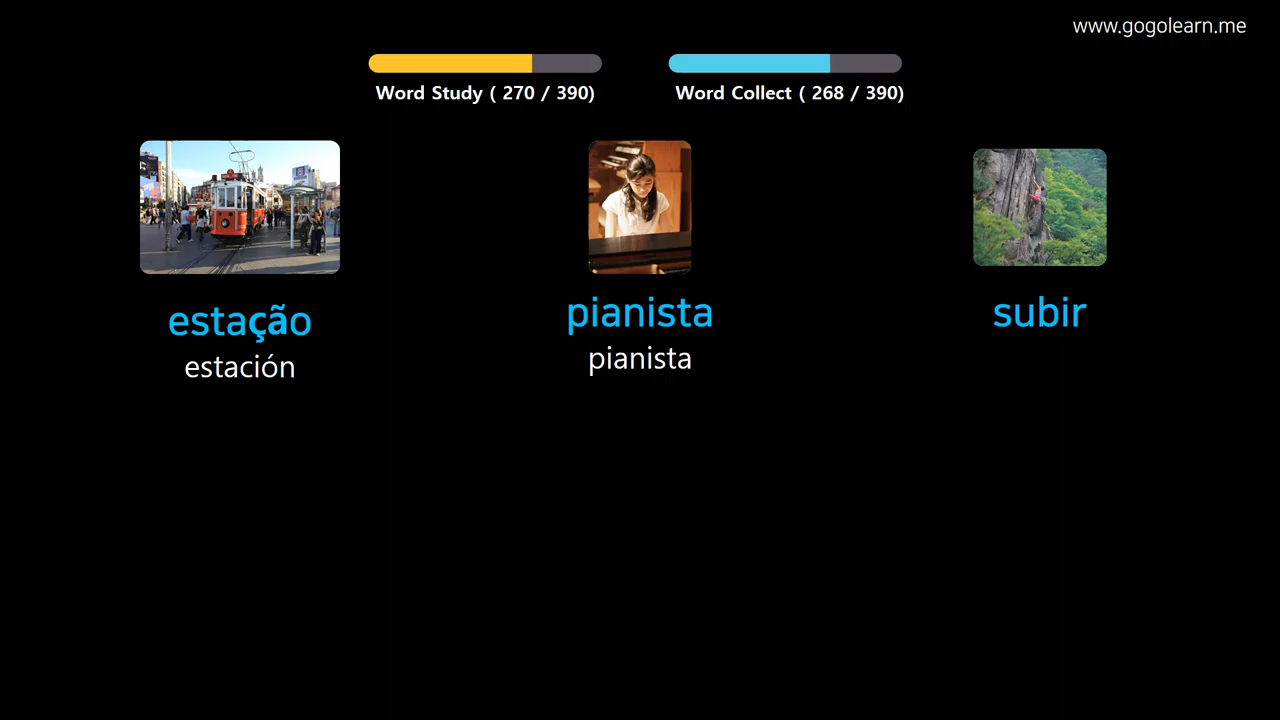 www.gogolearn.me
Word Study ( 270 / 390)
Word Collect ( 268 / 390)
estação
estación
pianista
pianista
subir